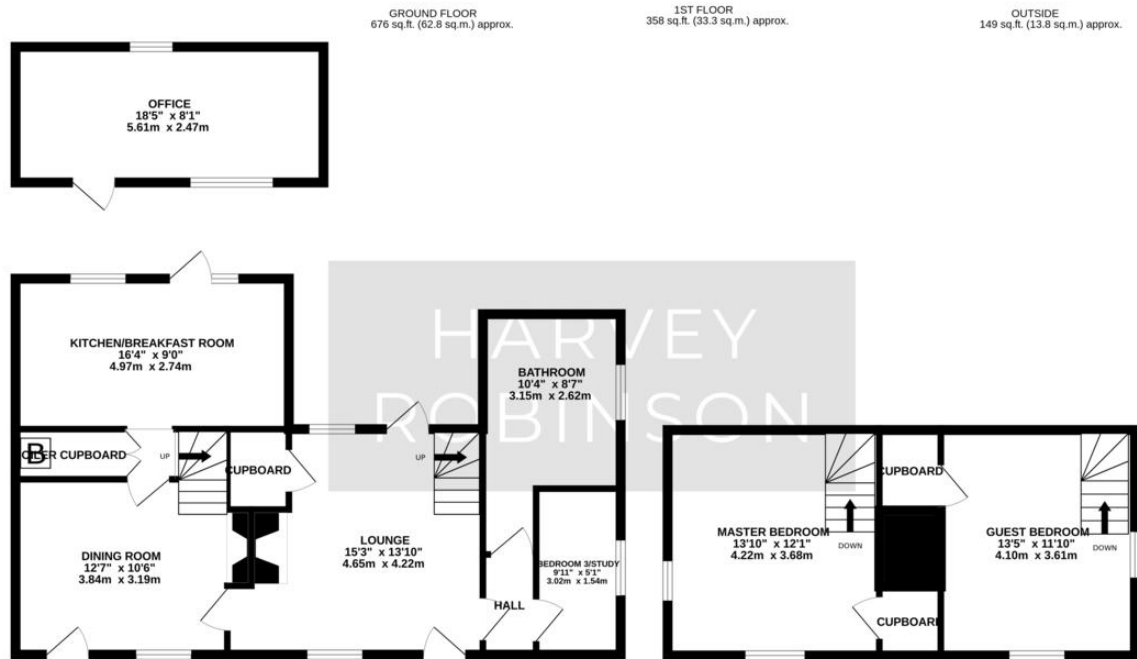 GROUND FLOOR
676 sq.ft. (62.8 sq.m.) approx.
1ST FLOOR
358 sq.ft. (33.3 sq.m.) approx.
OUTSIDE
149 sq.ft. (13.8 sq.m.) approx.
OFFICE
18'5" x 8'1"
5.61m x 2.47m
KITCHEN/BREAKFAST ROOM
16'4" x 9'0"
4.97m x 2.74m
HARVEY
ROBINSON
BATHROOM
10'4" x 8'7"
3.15m x 2.62m
B
CUPBOARD
UP
CUPBOARD
UP
DINING ROOM
12'7" x 10'6"
3.84m x 3.19m
LOUNGE
15'3" x 13'10"
4.65m x 4.22m
BEDROOM 3/STUDY
9'11" x 5'1"
3.02m x 1.54m
HALL
CUPBOARD
MASTER BEDROOM
13'10" x 12'1"
4.22m x 3.68m
DOWN
GUEST BEDROOM
13'5" x 11'10"
4.10m x 3.61m
DOWN
CUPBOARD